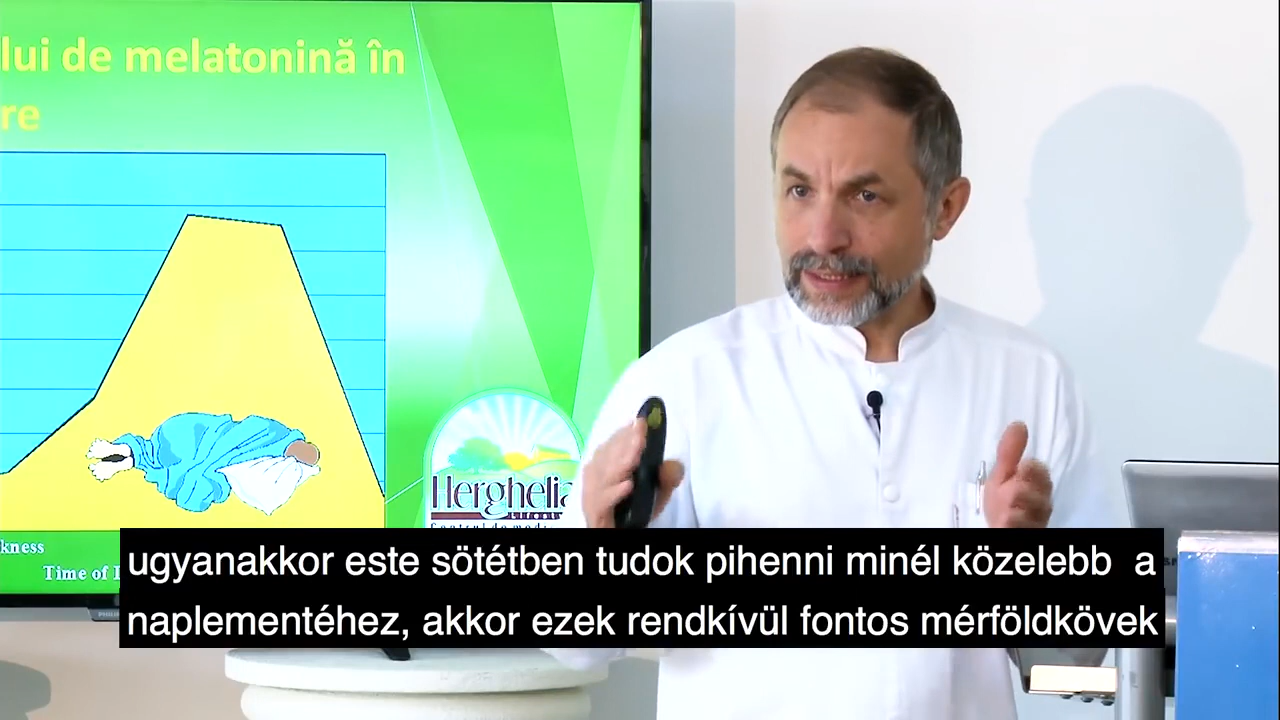 lui de melatonină în
re
Herghelia
kness
Time of
ugyanakkor este sötétben tudok pihenni minél közelebb a
naplementéhez, akkor ezek rendkívül fontos mérföldkövek